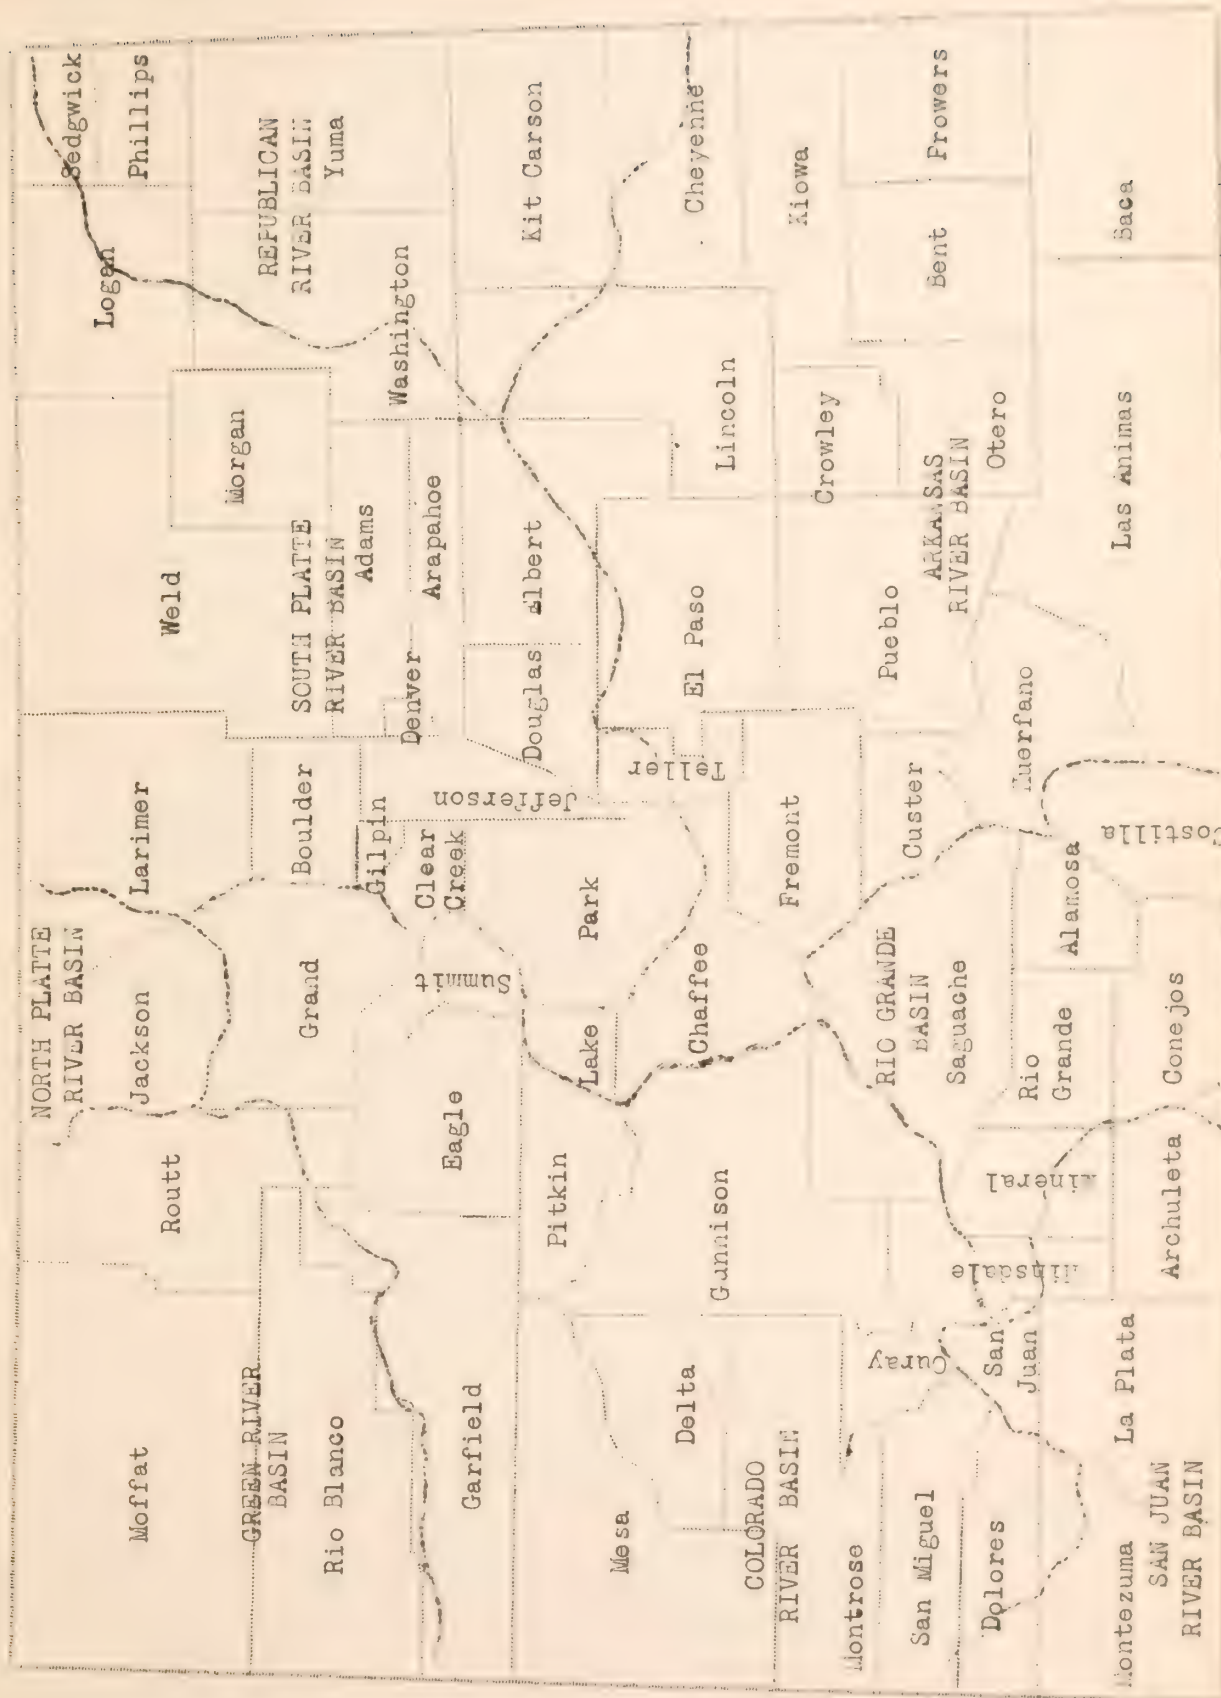 NORTH PLATTE
RIVER BASIN
Sedgwick
Logan
Phillips
Moffat
Routt
Jackson
Larimer
Weld
Morgan
REPUBLICAN
RIVER BASIN
Yuma
Washington
GREEN RIVER
BASIN
Rio Blanco
Grand
Boulder
Gilpin
SOUTH PLATTE
RIVER BASIN
Adams
Denver
Arapahoe
Garfield
Eagle
Summit
Clear
Creek
Jefferson
Douglas
Elbert
Kit Carson
Mesa
Pitkin
Lake
Park
Teller
El Paso
Lincoln
Cheyenne
Delta
Gunnison
Chaffee
Fremont
Crowley
Kiowa
COLORADO
RIVER BASIN
Montrose
Ouray
RIO GRANDE
BASIN
Saguache
Custer
Pueblo
ARKANSAS
RIVER BASIN
Otero
Bent
Prowers
San Miguel
Dolores
San
Juan
Hinsdale
Mineral
Rio
Grande
Alamosa
Huerfano
Costilla
Las Animas
Baca
Montezuma
La Plata
Archuleta
Conejos
SAN JUAN
RIVER BASIN